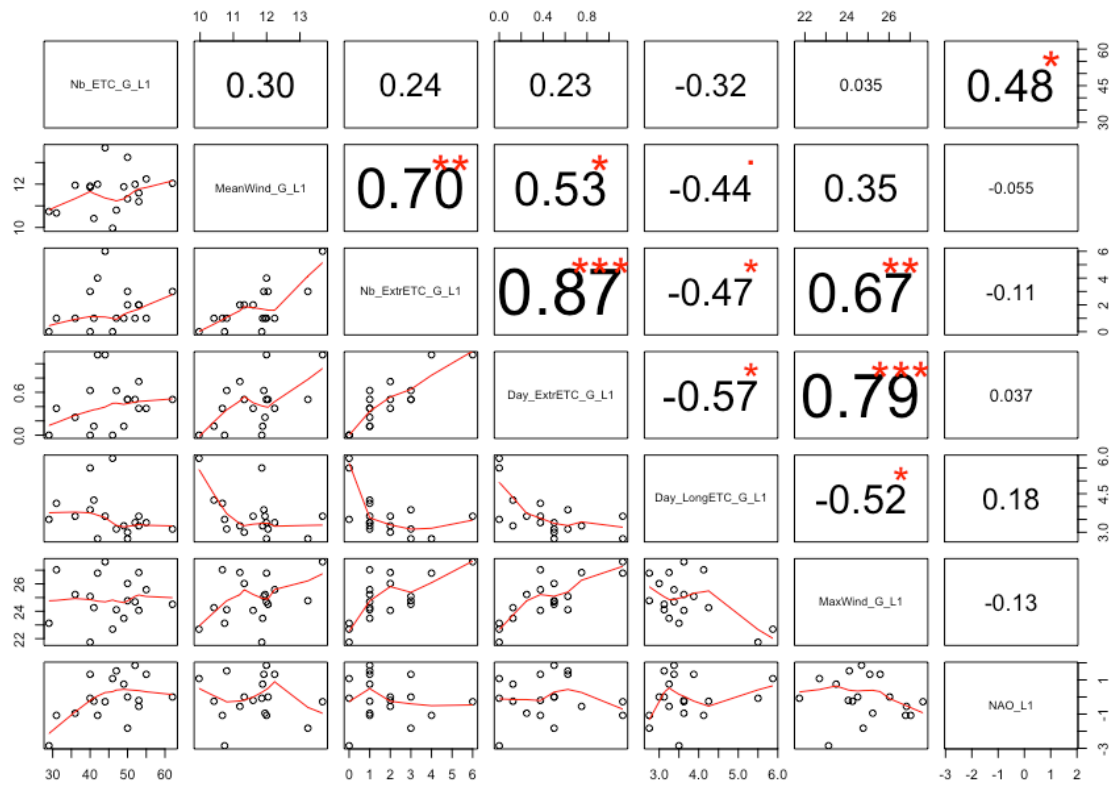 10 11 12 13 0.0 0.4 0.8 22 24 26
Nb_ETC_G_L1 0.30 0.24 0.23 -0.32 0.035 0.48 * 30 45 60
10 12 MeanWind_G_L1 0.70 ** 0.53 * -0.44 . 0.35 -0.055
Nb_ExtrETC_G_L1 0.87 *** -0.47 * 0.67 ** -0.11 0 2 4 6
0.0 0.6 Day_ExtrETC_G_L1 -0.57 * 0.79 *** 0.037
Day_LongETC_G_L1 -0.52 * 0.18 3.0 4.5 6.0
22 24 26 MaxWind_G_L1 -0.13
NAO_L1 -3 -1 1
30 40 50 60 0 1 2 3 4 5 6 3.0 4.0 5.0 6.0 -3 -2 -1 0 1 2